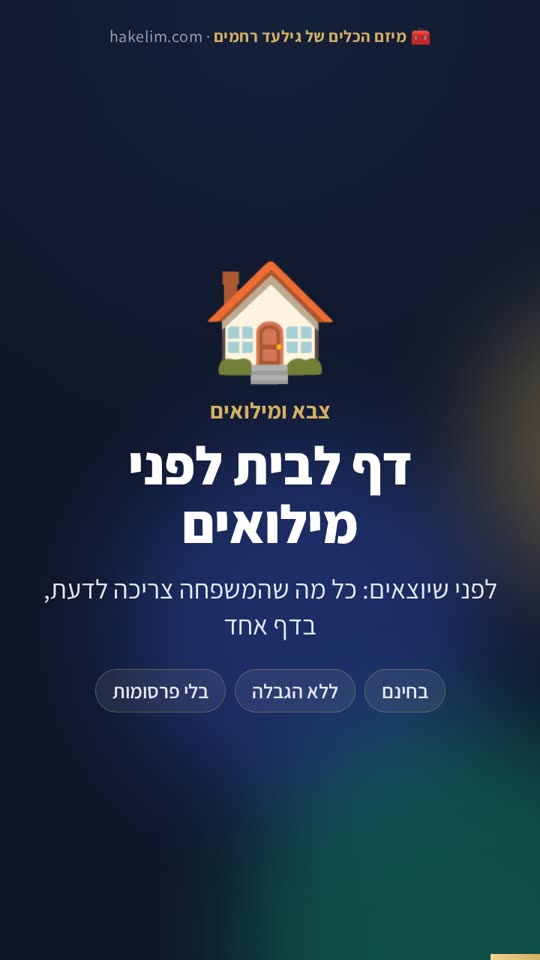 🧰 מיזם הכלים של גילעד רחמים · hakelim.com
צבא ומילואים
דף לבית לפני
מילואים
לפני שיוצאים: כל מה שהמשפחה צריכה לדעת,
בדף אחד
בחינם
ללא הגבלה
בלי פרסומות